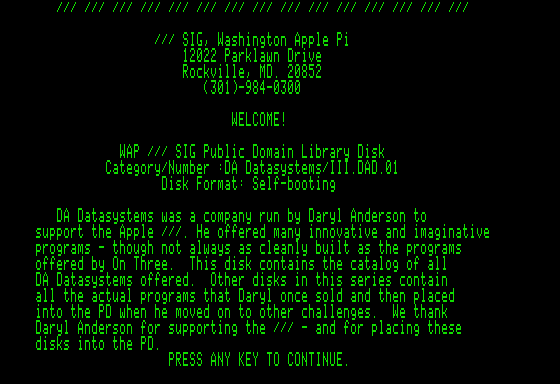 /// /// /// /// /// /// /// /// /// /// /// /// /// /// ///
/// SIG, Washington Apple Pi
12022 Parklawn Drive
Rockville, MD. 20852
(301)-984-0300
WELCOME!
WAP /// SIG Public Domain Library Disk
Category/Number :DA Datasystems/III.DAD.01
Disk Format: Self-booting
DA Datasystems was a company run by Daryl Anderson to
support the Apple ///. He offered many innovative and imaginative
programs - though not always as cleanly built as the programs
offered by On Three.  This disk contains the catalog of all
DA Datasystems offered.  Other disks in this series contain
all the actual programs that Daryl once sold and then placed
into the PD when he moved on to other challenges.  We thank
Daryl Anderson for supporting the /// - and for placing these
disks into the PD.
PRESS ANY KEY TO CONTINUE.